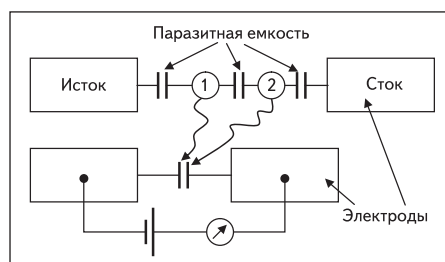 Паразитная емкость
Исток
1
2
Сток
Электроды